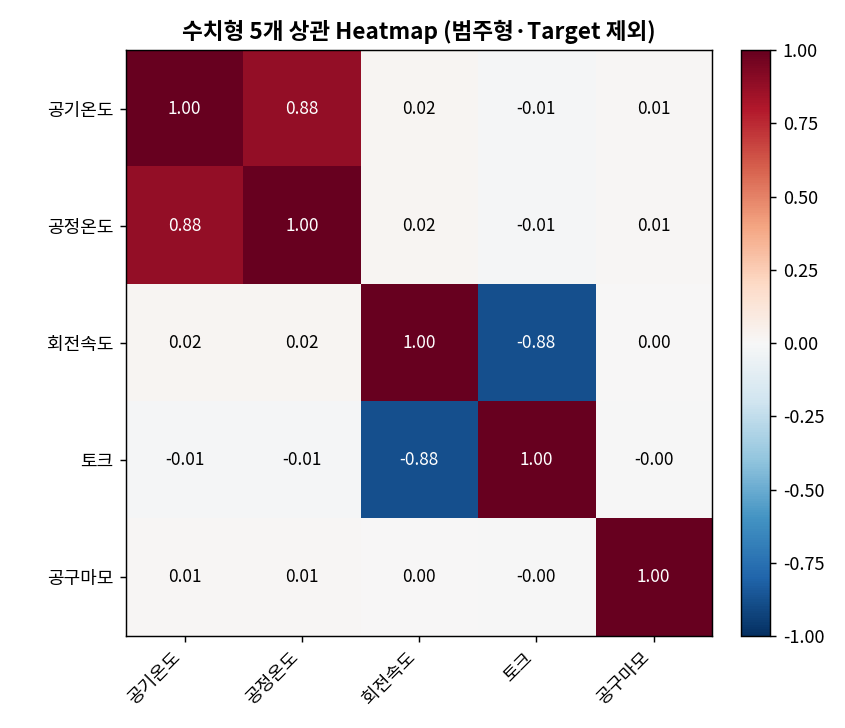 수치형 5개 상관 Heatmap (범주형·Target 제외)
공기온도 1.00 0.88 0.02 -0.01 0.01
공정온도 0.88 1.00 0.02 -0.01 0.01
회전속도 0.02 0.02 1.00 -0.88 0.00
토크 -0.01 -0.01 -0.88 1.00 -0.00
공구마모 0.01 0.01 0.00 -0.00 1.00
공기온도 공정온도 회전속도 토크 공구마모
1.00
0.75
0.50
0.25
0.00
-0.25
-0.50
-0.75
-1.00